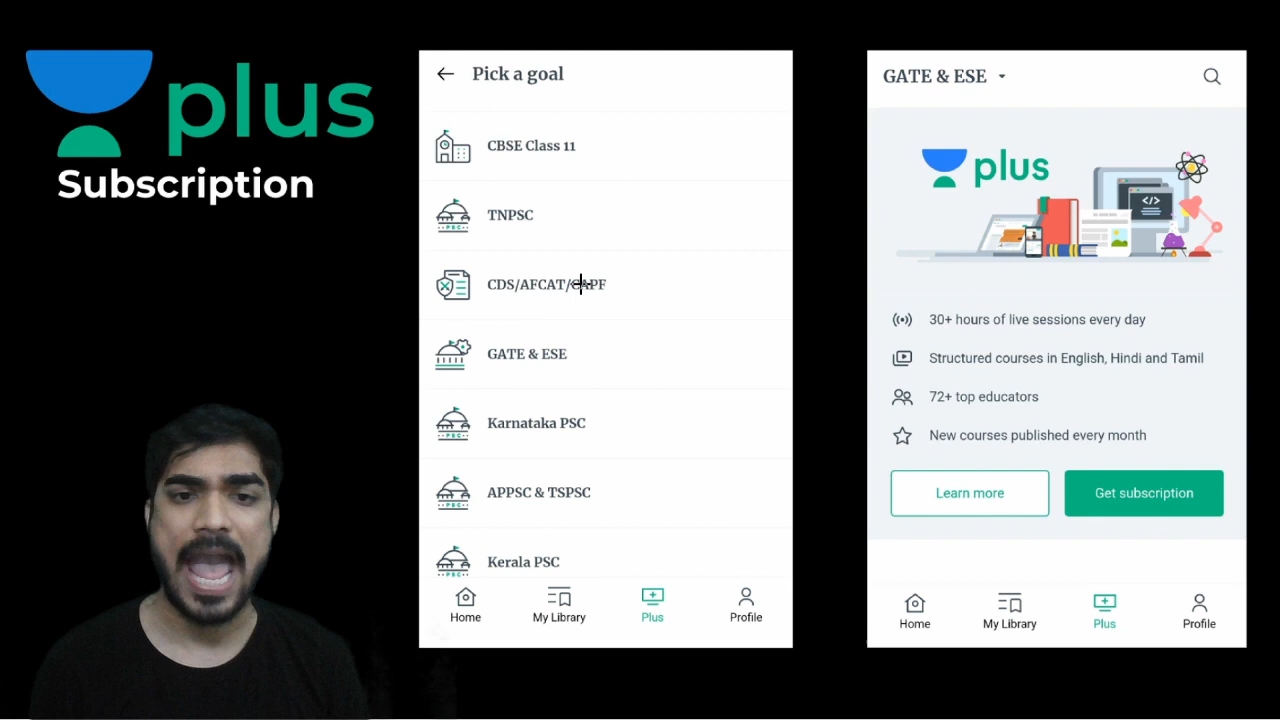 plus
Subscription
Pick a goal
CBSE Class 11
TNPSC
CDS/AFCAT/CAPF
GATE & ESE
Karnataka PSC
APPSC & TSPSC
Kerala PSC
Home
My Library
Plus
Profile
GATE & ESE
plus
</>
30+ hours of live sessions every day
Structured courses in English, Hindi and Tamil
72+ top educators
New courses published every month
Learn more
Get subscription
Home
My Library
Plus
Profile